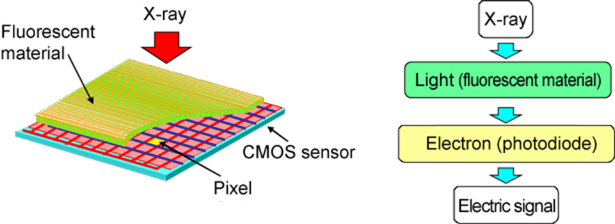 X-ray
Fluorescent
material
CMOS sensor
Pixel
X-ray
Light (fluorescent material)
Electron (photodiode)
Electric signal